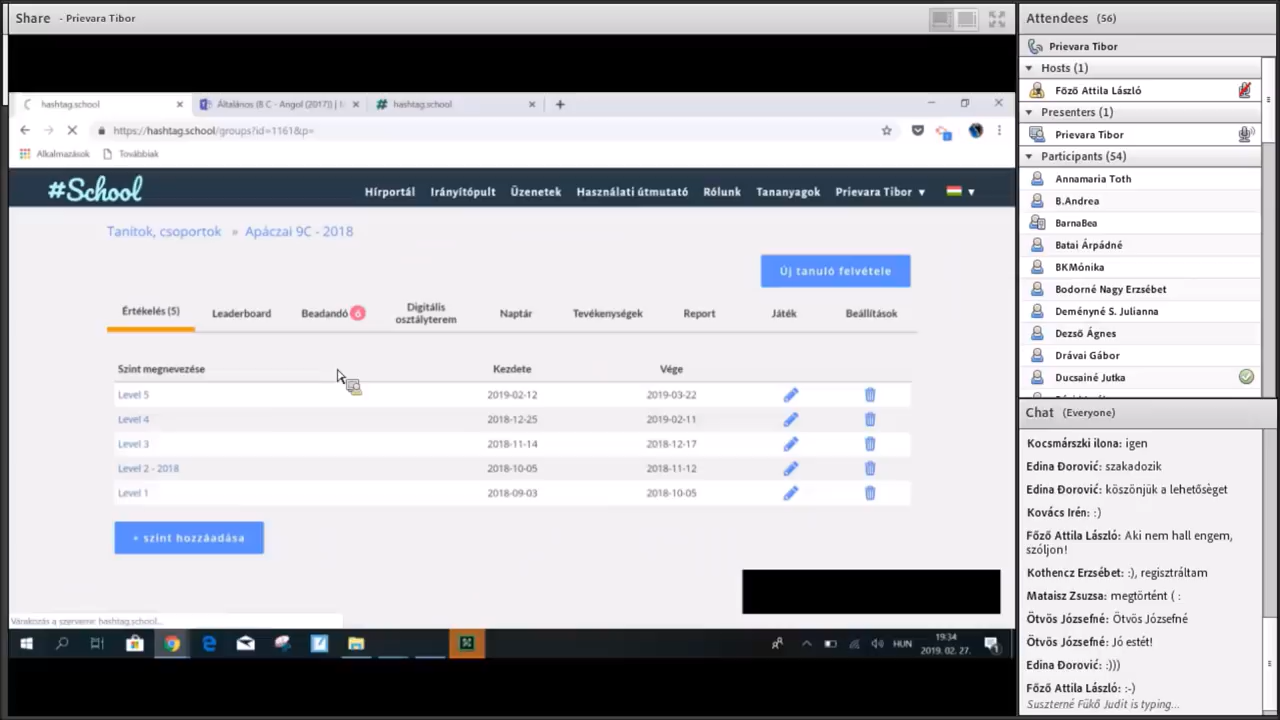 Share - Prievara Tibor
hashtag.school
Általános (B C - Angol (2017)) |
hashtag.school
https://hashtag.school/groups?id=1161&p=
Alkalmazások
Továbbiak
#School
Hírportál
Irányítópult
Üzenetek
Használati útmutató
Rólunk
Tananyagok
Prievara Tibor
Tanítok, csoportok » Apáczai 9C - 2018
Új tanuló felvétele
Értékelés (5)
Leaderboard
Beadandó 6
Digitális
osztályterem
Naptár
Tevékenységek
Report
Játék
Beállítások
Szint megnevezése Kezdete Vége
Level 5 2019-02-12 2019-03-22
Level 4 2018-12-25 2019-02-11
Level 3 2018-11-14 2018-12-17
Level 2 - 2018 2018-10-05 2018-11-12
Level 1 2018-09-03 2018-10-05
+ szint hozzáadása
Várakozás a szerverre: hashtag.school...
HUN
19:34
2019. 02. 27.
Attendees (56)
Prievara Tibor
Hosts (1)
Főző Attila László
Presenters (1)
Prievara Tibor
Participants (54)
Annamaria Toth
B.Andrea
BarnaBea
Batai Árpádné
BKMónika
Bodorné Nagy Erzsébet
Deményné S. Julianna
Dezső Ágnes
Drávai Gábor
Ducsainé Jutka
Chat (Everyone)
Kocsmárszki ilona: igen
Edina Đorović: szakadozik
Edina Đorović: köszönjük a lehetőséget
Kovács Irén: :)
Főző Attila László: Aki nem hall engem,
szóljon!
Kothencz Erzsébet: :), regisztráltam
Mataisz Zsuzsa: megtörtént ( :
Ötvös Józsefné: Ötvös Józsefné
Ötvös Józsefné: Jó estét!
Edina Đorović: :)))
Főző Attila László: :-)
Suszterné Fükő Judit is typing...